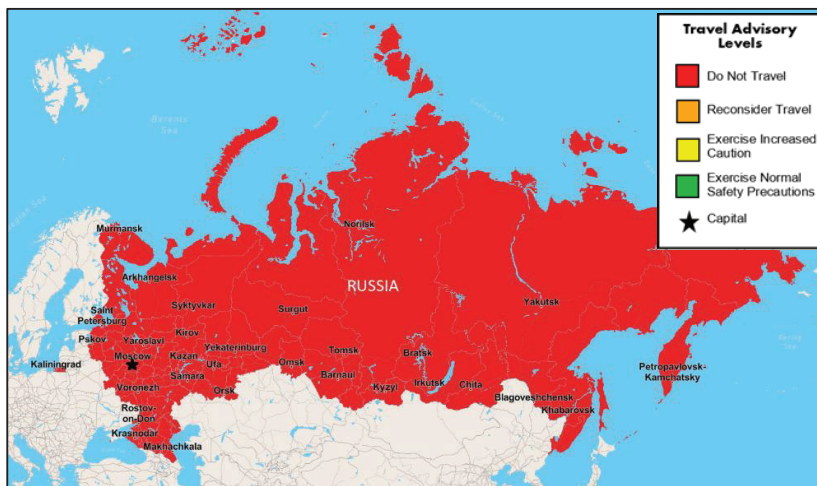 Travel Advisory
Levels
Do Not Travel
Reconsider Travel
Exercise Increased
Caution
Exercise Normal
Safety Precautions
Capital
Barents
Sea
Murmansk
Norilsk
Arkhangelsk
RUSSIA
Yakutsk
Syktyvkar
Surgut
Saint
Petersburg
Pskov
Yaroslavl
Kirov
Yekaterinburg
Tomsk
Bratsk
Moscow
Kazan
Ufa
Omsk
Kaliningrad
Samara
Barnaul
Petropavlovsk-
Kamchatsky
Voronezh
Orsk
Kyzyl
Irkutsk
Chita
Blagoveshchensk
Khabarovsk
Rostov-
on-Don
Krasnodar
Makhachkala